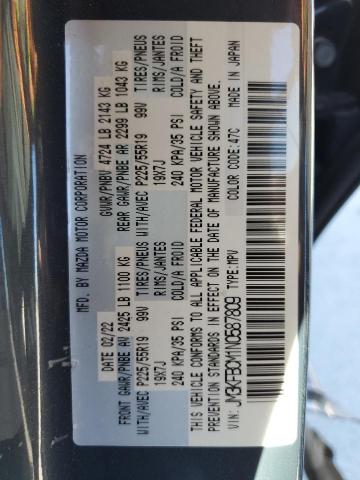 MFD. BY MAZDA MOTOR CORPORATION
DATE 02/22 GVWR/PNBV 4724 LB 2143 KG
FRONT GAWR/PNBE AV 2425 LB 1100 KG REAR GAWR/PNBE AR 2299 LB 1043 KG
WITH/AVEC P225/55R19 99V TIRES/PNEUS WITH/AVEC P225/55R19 99V TIRES/PNEUS
19X7J RIMS/JANTES 19X7J RIMS/JANTES
240 KPA/35 PSI COLD/A FROID 240 KPA/35 PSI COLD/A FROID
THIS VEHICLE CONFORMS TO ALL APPLICABLE FEDERAL MOTOR VEHICLE SAFETY AND THEFT
PREVENTION STANDARDS IN EFFECT ON THE DATE OF MANUFACTURE SHOWN ABOVE.
VIN: JM3KFBCM1N0587809 TYPE: MPV COLOR CODE: 47C MADE IN JAPAN